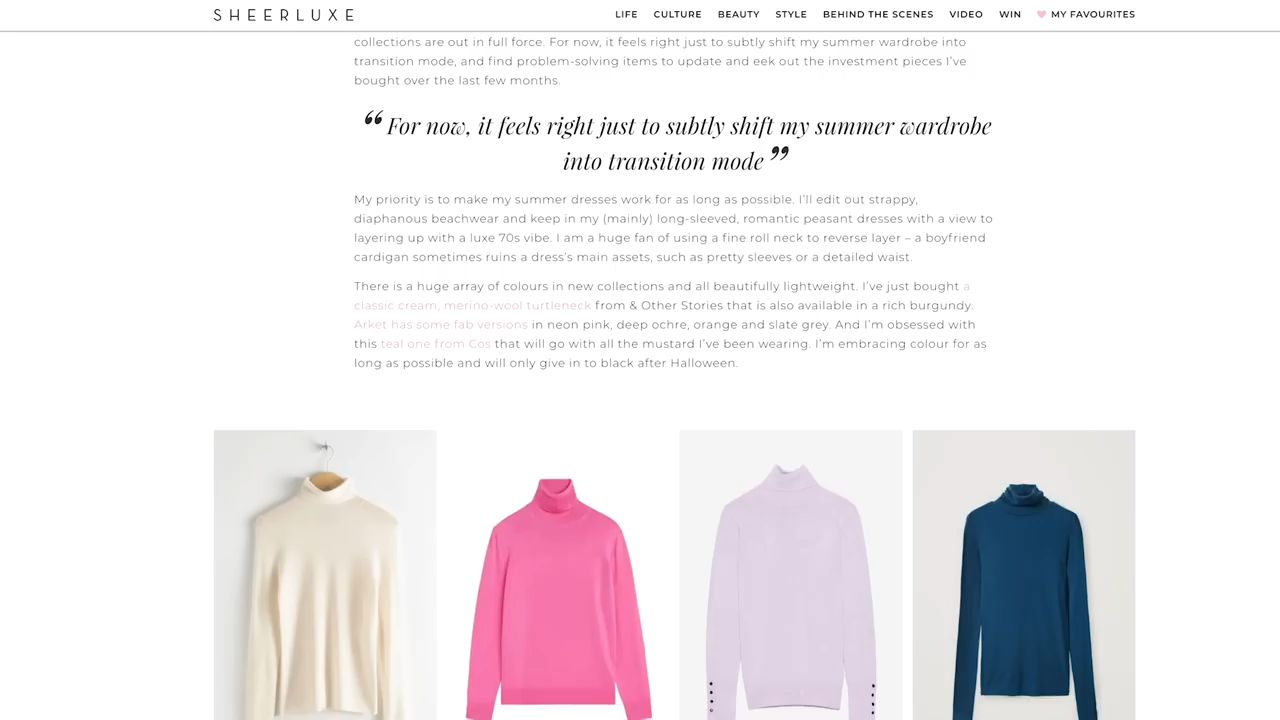 SHEERLUXE
LIFE CULTURE BEAUTY STYLE BEHIND THE SCENES VIDEO WIN MY FAVOURITES
collections are out in full force. For now, it feels right just to subtly shift my summer wardrobe into
transition mode, and find problem-solving items to update and eek out the investment pieces I’ve
bought over the last few months.
“ For now, it feels right just to subtly shift my summer wardrobe
into transition mode ”
My priority is to make my summer dresses work for as long as possible. I’ll edit out strappy,
diaphanous beachwear and keep in my (mainly) long-sleeved, romantic peasant dresses with a view to
layering up with a luxe 70s vibe. I am a huge fan of using a fine roll neck to reverse layer – a boyfriend
cardigan sometimes ruins a dress’s main assets, such as pretty sleeves or a detailed waist.
There is a huge array of colours in new collections and all beautifully lightweight. I’ve just bought a
classic cream, merino-wool turtleneck from & Other Stories that is also available in a rich burgundy.
Arket has some fab versions in neon pink, deep ochre, orange and slate grey. And I’m obsessed with
this teal one from Cos that will go with all the mustard I’ve been wearing. I’m embracing colour for as
long as possible and will only give in to black after Halloween.